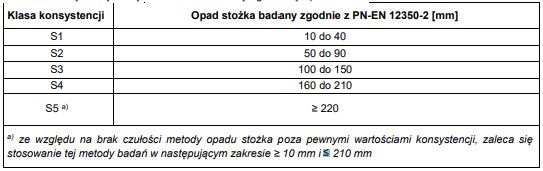 Klasa konsystencji Opad stożka badany zgodnie z PN-EN 12350-2 [mm]
S1 10 do 40
S2 50 do 90
S3 100 do 150
S4 160 do 210
S5 a) ≥ 220
a) ze względu na brak czułości metody opadu stożka poza pewnymi wartościami konsystencji, zaleca się
stosowanie tej metody badań w następującym zakresie ≥ 10 mm i ≦ 210 mm